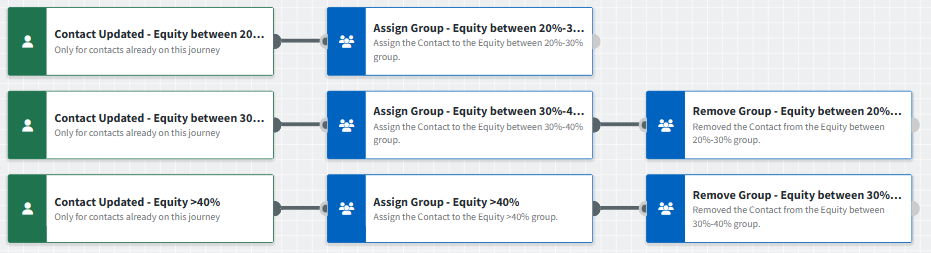 Contact Updated - Equity between 20...
Only for contacts already on this journey
Assign Group - Equity between 20%-3...
Assign the Contact to the Equity between 20%-30%
group.
Contact Updated - Equity between 30...
Only for contacts already on this journey
Assign Group - Equity between 30%-4...
Assign the Contact to the Equity between 30%-40%
group.
Remove Group - Equity between 20%...
Removed the Contact from the Equity between
20%-30% group.
Contact Updated - Equity >40%
Only for contacts already on this journey
Assign Group - Equity >40%
Assign the Contact to the Equity >40% group.
Remove Group - Equity between 30%...
Removed the Contact from the Equity between
30%-40% group.